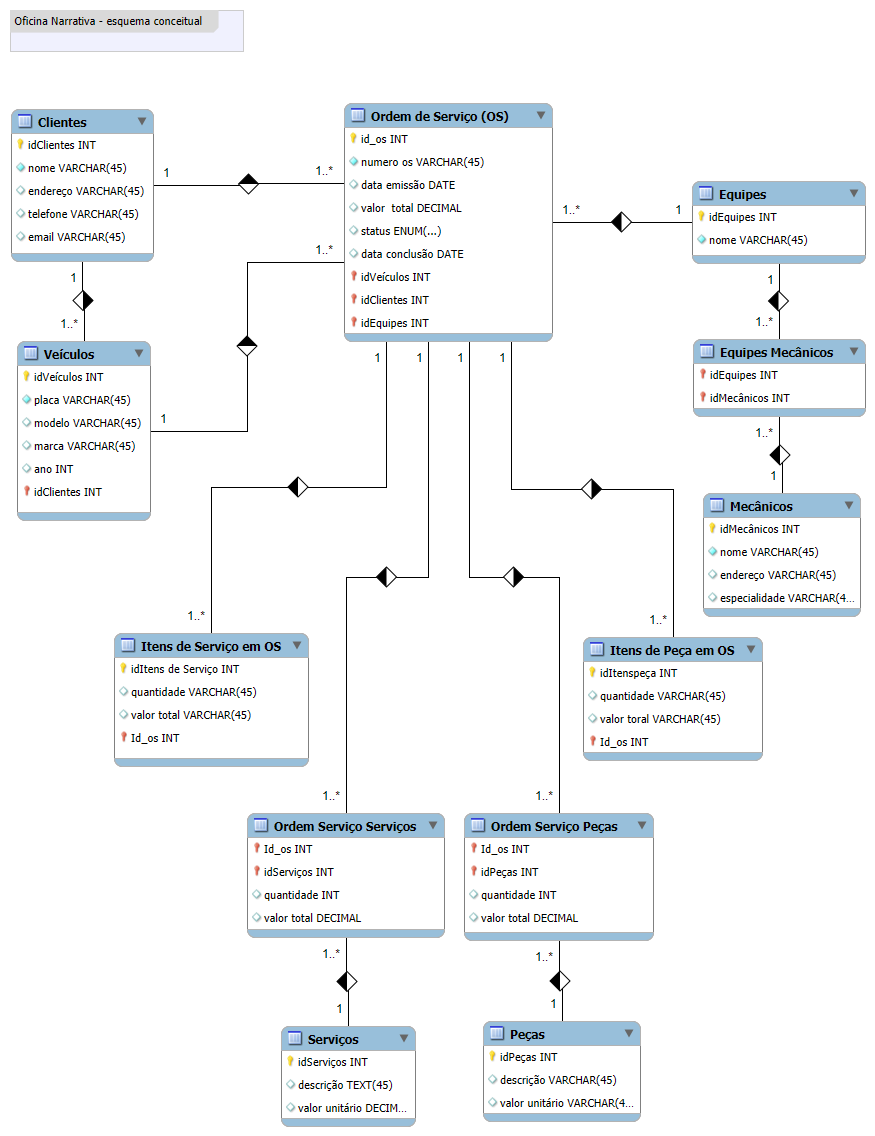 Oficina Narrativa - esquema conceitual
Clientes
idClientes INT
nome VARCHAR(45)
endereço VARCHAR(45)
telefone VARCHAR(45)
email VARCHAR(45)
1
1..*
Ordem de Serviço (OS)
id_os INT
numero os VARCHAR(45)
data emissão DATE
valor  total DECIMAL
status ENUM(...)
data conclusão DATE
idVeículos INT
idClientes INT
idEquipes INT
1..*
1
Equipes
idEquipes INT
nome VARCHAR(45)
1
1..*
1..*
1
1..*
Veículos
idVeículos INT
placa VARCHAR(45)
modelo VARCHAR(45)
marca VARCHAR(45)
ano INT
idClientes INT
1
1
1
1
1
Equipes Mecânicos
idEquipes INT
idMecânicos INT
1..*
1
Mecânicos
idMecânicos INT
nome VARCHAR(45)
endereço VARCHAR(45)
especialidade VARCHAR(4...
1..*
Itens de Serviço em OS
idItens de Serviço INT
quantidade VARCHAR(45)
valor total VARCHAR(45)
Id_os INT
1..*
Itens de Peça em OS
idItenspeça INT
quantidade VARCHAR(45)
valor toral VARCHAR(45)
Id_os INT
1..*
Ordem Serviço Serviços
Id_os INT
idServiços INT
quantidade INT
valor total DECIMAL
1..*
1
1..*
Ordem Serviço Peças
Id_os INT
idPeças INT
quantidade INT
valor total DECIMAL
1..*
1
Serviços
idServiços INT
descrição TEXT(45)
valor unitário DECIM...
Peças
idPeças INT
descrição VARCHAR(45)
valor unitário VARCHAR(4...